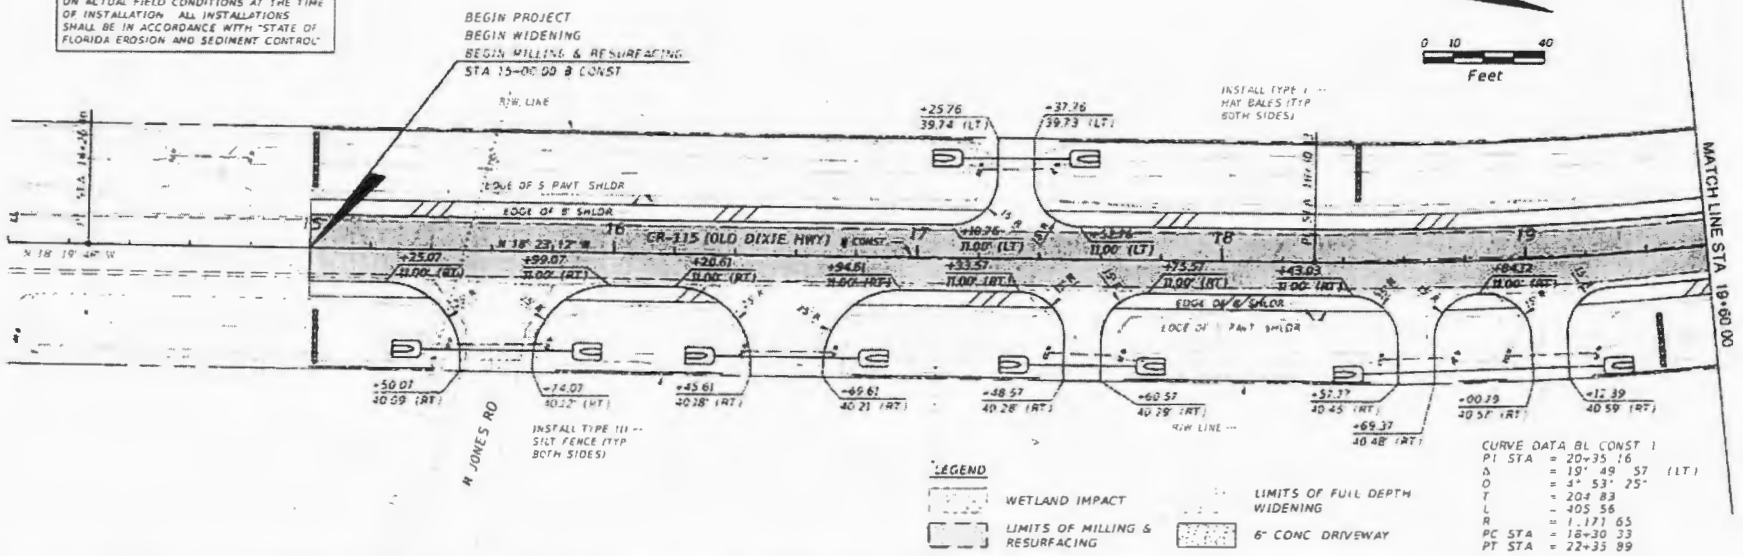 ON ACTUAL FIELD CONDITIONS AT THE TIME
OF INSTALLATION ALL INSTALLATIONS
SHALL BE IN ACCORDANCE WITH "STATE OF
FLORIDA EROSION AND SEDIMENT CONTROL"
BEGIN PROJECT
BEGIN WIDENING
BEGIN MILLING & RESURFACING
STA 15+00.00 B CONST
R/W LINE
0 10 40
Feet
INSTALL TYPE I
HAY BALES (TYP
BOTH SIDES)
+25.76
39.74 (LT)
+37.76
39.73 (LT)
EDGE OF 5 PAVT SHLDR
EDGE OF 8' SHLDR
15
16
CR-115 (OLD DIXIE HWY)
CONST
17
18
19
N 18° 23' 12" W
15' R
11.00' (LT)
11.00' (LT)
+25.07
11.00' (RT)
+99.07
11.00' (RT)
+20.61
11.00' (RT)
+94.61
11.00' (RT)
+33.57
11.00' (RT)
+75.57
11.00' (RT)
+43.03
11.00' (RT)
11.00' (RT)
EDGE OF 8' SHLDR
EDGE OF PAVT SHLDR
MATCH LINE STA 19+60.00
+50.07
40.09 (RT)
+74.07
40.12' (RT)
+45.61
40.18' (RT)
+69.61
40.21 (RT)
+48.57
40.28' (RT)
+60.57
40.29' (RT)
+57.37
40.45 (RT)
+69.37
40.48' (RT)
+00.39
40.57' (RT)
+12.39
40.59' (RT)
R/W LINE
INSTALL TYPE III
SILT FENCE (TYP
BOTH SIDES)
R JONES RD
LEGEND
WETLAND IMPACT
LIMITS OF MILLING &
RESURFACING
LIMITS OF FULL DEPTH
WIDENING
6" CONC DRIVEWAY
CURVE DATA BL CONST 1
PI STA = 20+35 16
Δ = 19° 49' 57 (LT)
D = 4° 53' 25"
T = 204 83
L = 405 56
R = 1,171 65
PC STA = 18+30 33
PT STA = 22+35 89